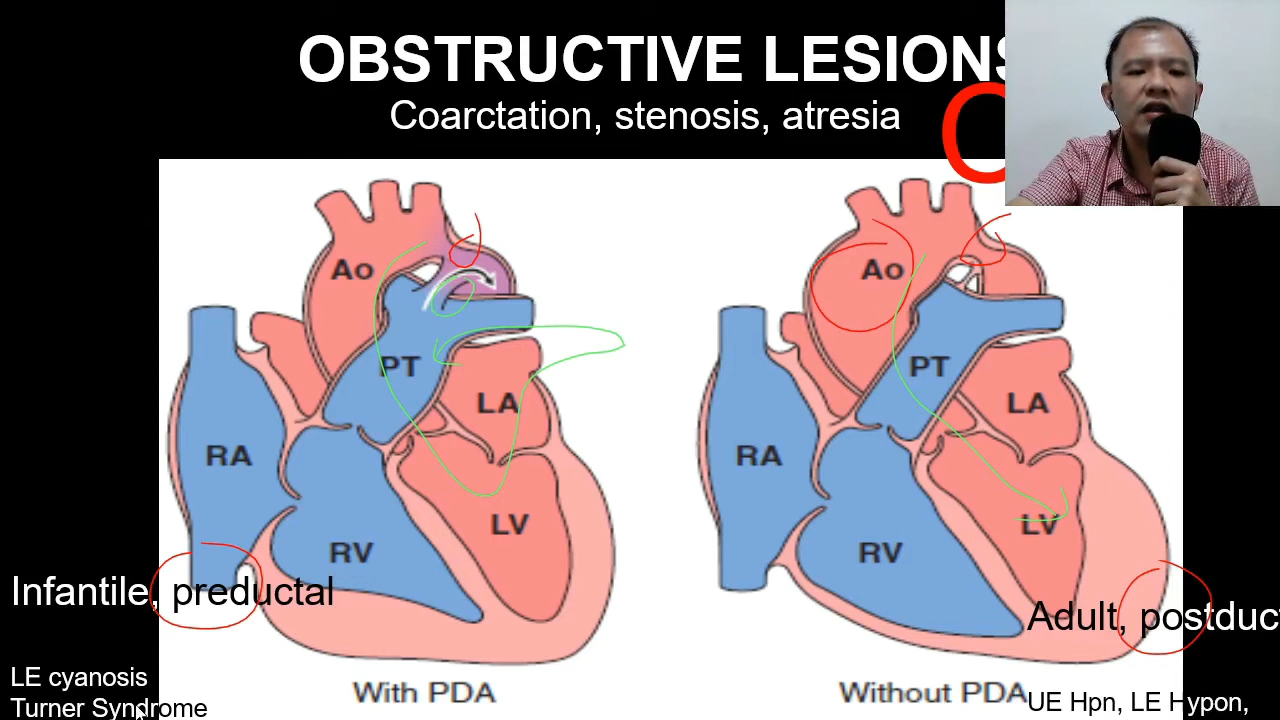 OBSTRUCTIVE LESIONS
Coarctation, stenosis, atresia
Ao
PT
LA
RA
LV
RV
With PDA
Infantile, preductal
LE cyanosis
Turner Syndrome
Ao
PT
LA
RA
LV
RV
Without PDA
Adult, postduct
UE Hpn, LE Hypon,